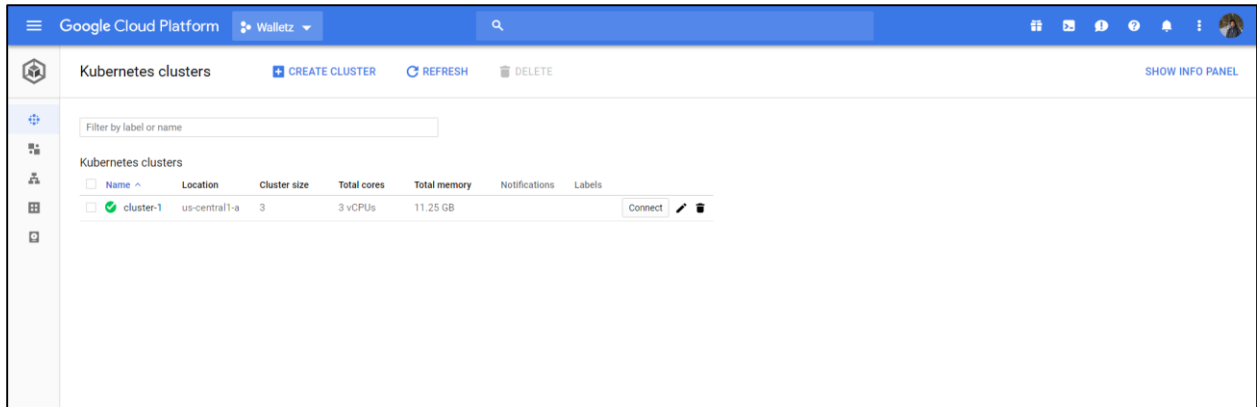 Google Cloud Platform Walletz
Kubernetes clusters CREATE CLUSTER REFRESH DELETE SHOW INFO PANEL
Filter by label or name
Kubernetes clusters
Name Location Cluster size Total cores Total memory Notifications Labels
cluster-1 us-central1-a 3 3 vCPUs 11.25 GB Connect